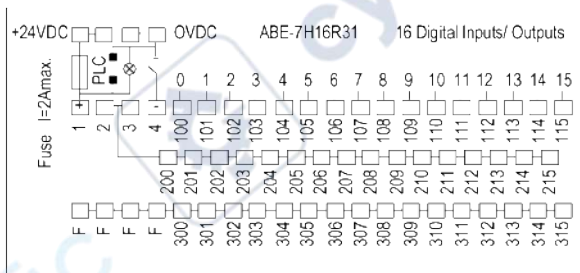 +24VDC OVDC ABE-7H16R31 16 Digital Inputs/ Outputs
PLC
Fuse I=2Amax.
0 1 2 3 4 5 6 7 8 9 10 11 12 13 14 15
1 2 3 4 100 101 102 103 104 105 106 107 108 109 110 111 112 113 114 115
200 201 202 203 204 205 206 207 208 209 210 211 212 213 214 215
F F F F 300 301 302 303 304 305 306 307 308 309 310 311 312 313 314 315